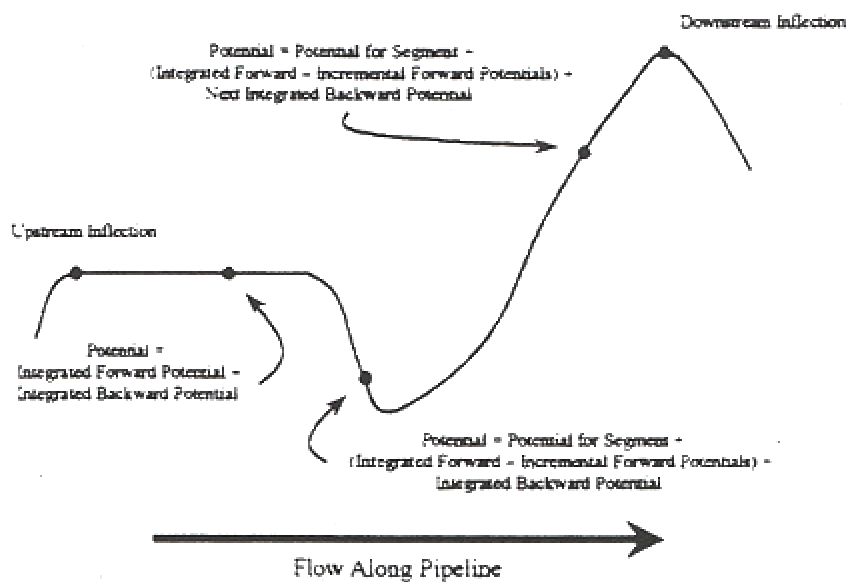 Downstream Inflection
Potential = Potential for Segment -
(Integrated Forward - Incremental Forward Potentials) +
Next Integrated Backward Potential
Upstream Inflection
Potential =
Integrated Forward Potential -
Integrated Backward Potential
Potential = Potential for Segment +
(Integrated Forward - Incremental Forward Potentials) -
Integrated Backward Potential
Flow Along Pipeline